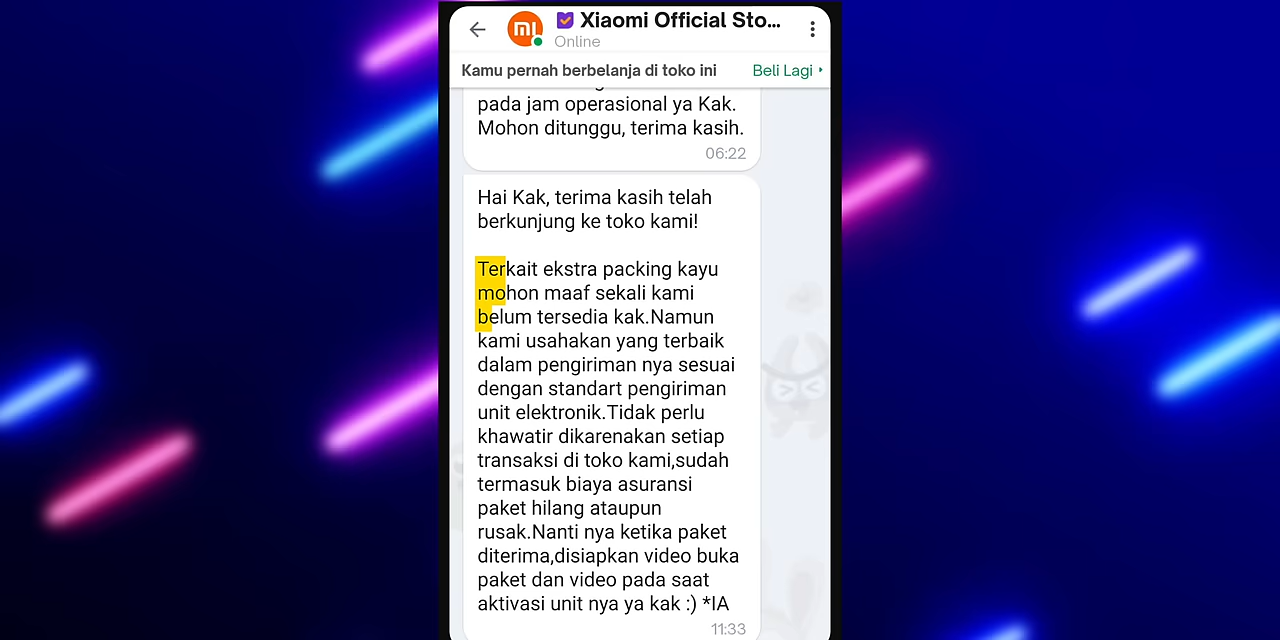 mi
Xiaomi Official Sto...
Online
Kamu pernah berbelanja di toko ini
Beli Lagi
pada jam operasional ya Kak.
Mohon ditunggu, terima kasih.
06:22
Hai Kak, terima kasih telah
berkunjung ke toko kami!
Terkait ekstra packing kayu
mohon maaf sekali kami
belum tersedia kak.Namun
kami usahakan yang terbaik
dalam pengiriman nya sesuai
dengan standart pengiriman
unit elektronik.Tidak perlu
khawatir dikarenakan setiap
transaksi di toko kami,sudah
termasuk biaya asuransi
paket hilang ataupun
rusak.Nanti nya ketika paket
diterima,disiapkan video buka
paket dan video pada saat
aktivasi unit nya ya kak :) *IA
11:33